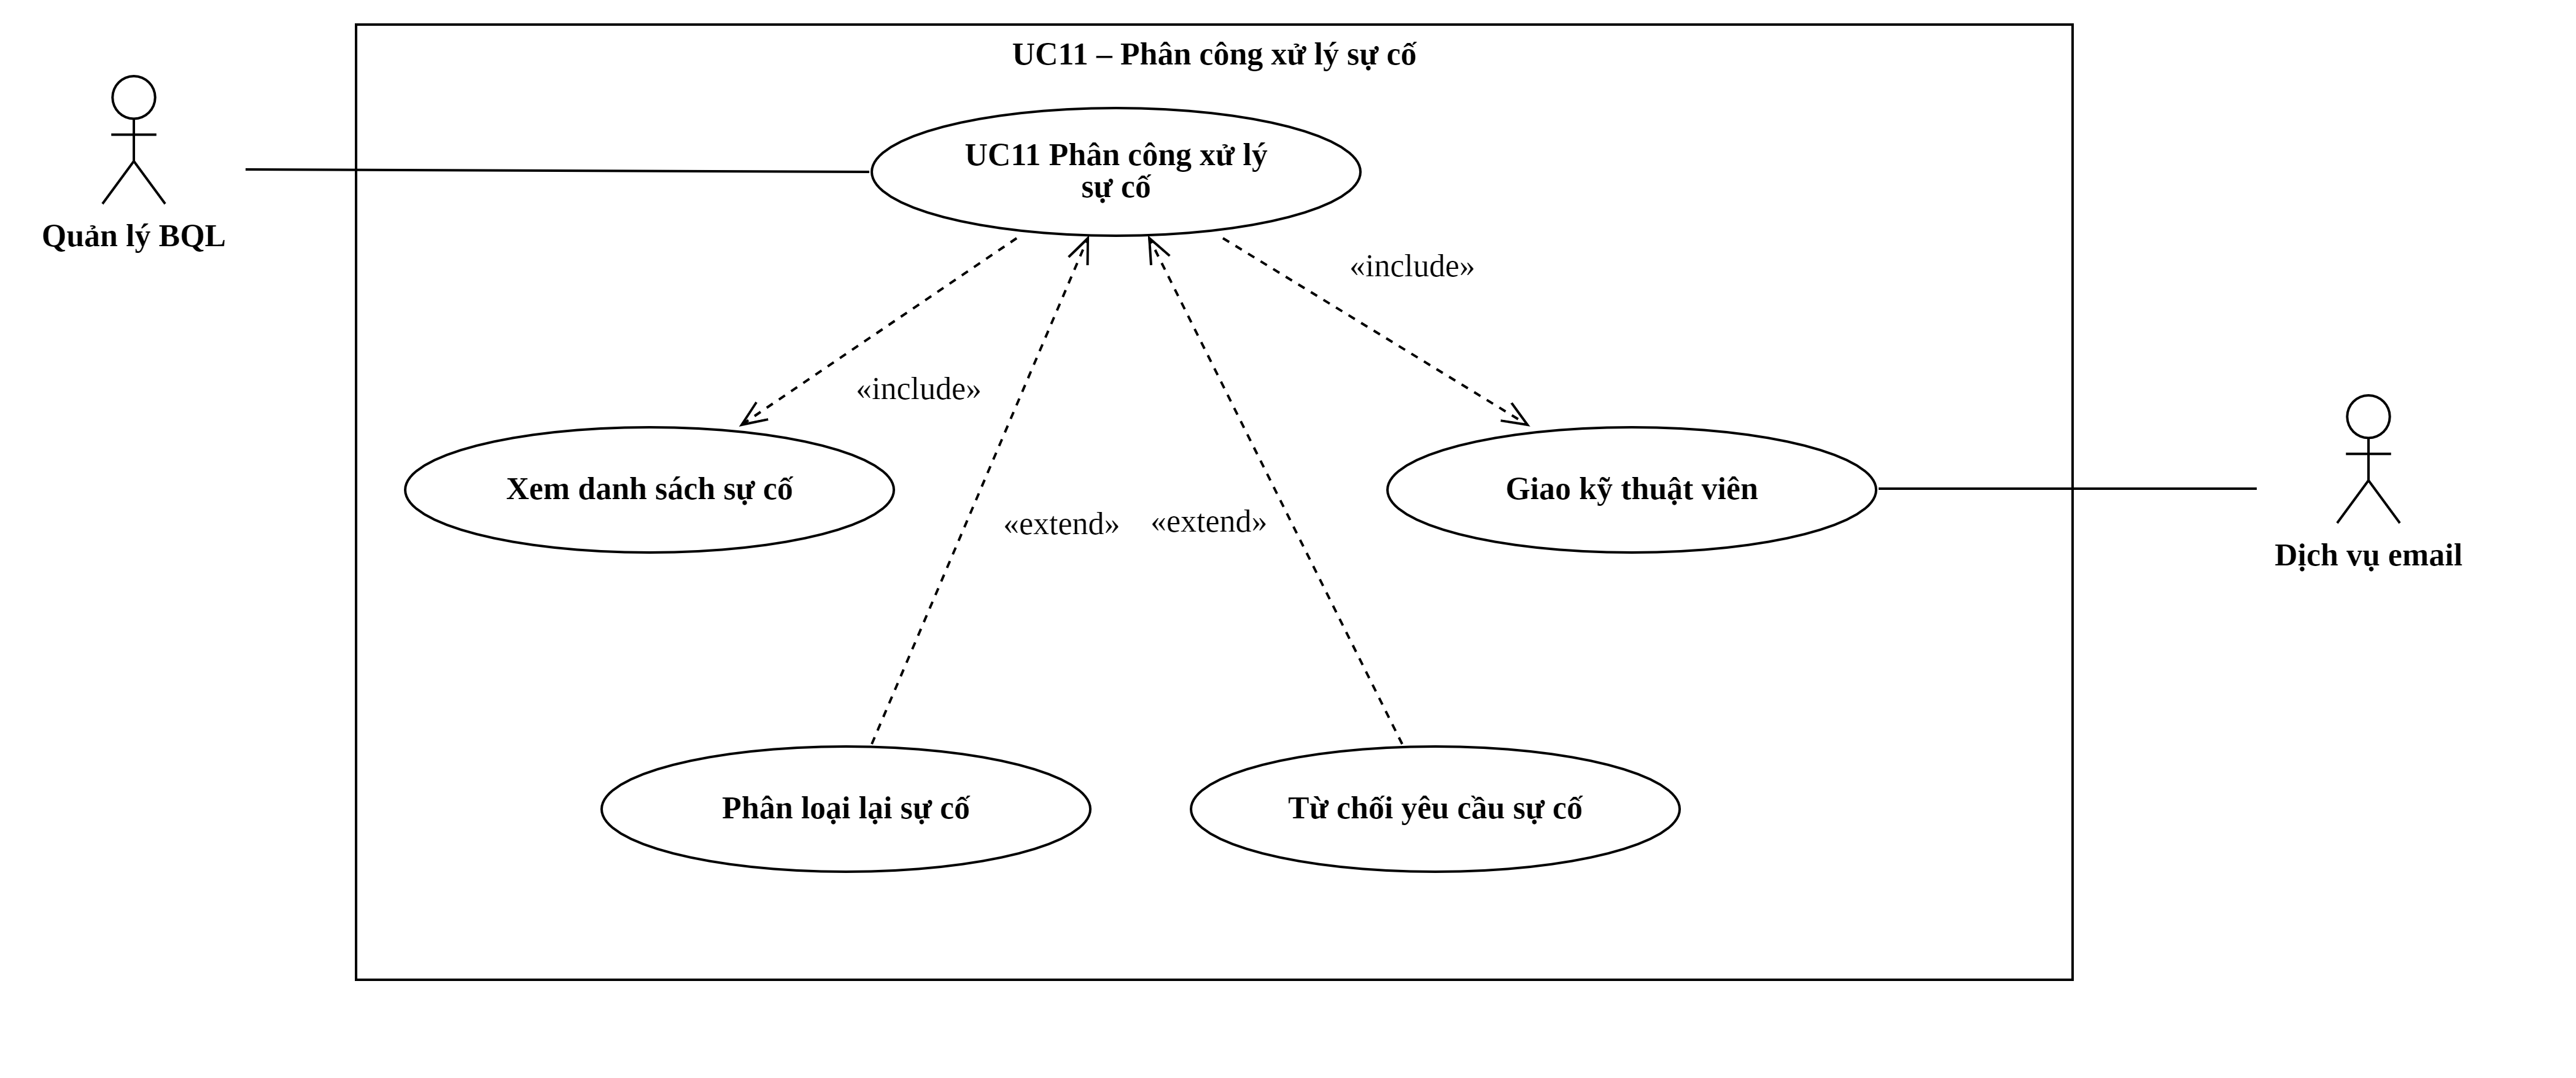 UC11 – Phân công xử lý sự cố
UC11 Phân công xử lý
sự cố
Quản lý BQL
«include»
«include»
Xem danh sách sự cố
Giao kỹ thuật viên
«extend»
«extend»
Dịch vụ email
Phân loại lại sự cố
Từ chối yêu cầu sự cố